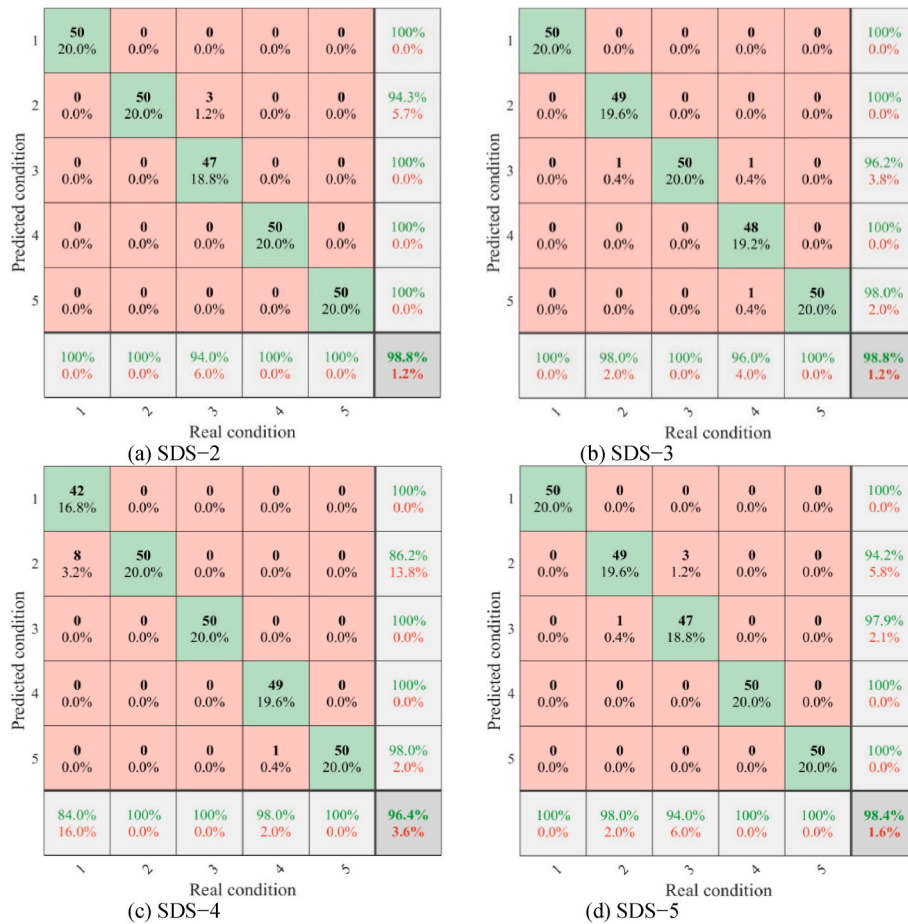 1 50 0 0 0 0 100%
20.0% 0.0% 0.0% 0.0% 0.0% 0.0%
2 0 50 3 0 0 94.3%
0.0% 20.0% 1.2% 0.0% 0.0% 5.7%
3 0 0 47 0 0 100%
0.0% 0.0% 18.8% 0.0% 0.0% 0.0%
4 0 0 0 50 0 100%
0.0% 0.0% 0.0% 20.0% 0.0% 0.0%
5 0 0 0 0 50 100%
0.0% 0.0% 0.0% 0.0% 20.0% 0.0%
100% 100% 94.0% 100% 100% 98.8%
0.0% 0.0% 6.0% 0.0% 0.0% 1.2%
1 2 3 4 5
Predicted condition
Real condition
(a) SDS−2
1 50 0 0 0 0 100%
20.0% 0.0% 0.0% 0.0% 0.0% 0.0%
2 0 49 0 0 0 100%
0.0% 19.6% 0.0% 0.0% 0.0% 0.0%
3 0 1 50 1 0 96.2%
0.0% 0.4% 20.0% 0.4% 0.0% 3.8%
4 0 0 0 48 0 100%
0.0% 0.0% 0.0% 19.2% 0.0% 0.0%
5 0 0 0 1 50 98.0%
0.0% 0.0% 0.0% 0.4% 20.0% 2.0%
100% 98.0% 100% 96.0% 100% 98.8%
0.0% 2.0% 0.0% 4.0% 0.0% 1.2%
1 2 3 4 5
Predicted condition
Real condition
(b) SDS−3
1 42 0 0 0 0 100%
16.8% 0.0% 0.0% 0.0% 0.0% 0.0%
2 8 50 0 0 0 86.2%
3.2% 20.0% 0.0% 0.0% 0.0% 13.8%
3 0 0 50 0 0 100%
0.0% 0.0% 20.0% 0.0% 0.0% 0.0%
4 0 0 0 49 0 100%
0.0% 0.0% 0.0% 19.6% 0.0% 0.0%
5 0 0 0 1 50 98.0%
0.0% 0.0% 0.0% 0.4% 20.0% 2.0%
84.0% 100% 100% 98.0% 100% 96.4%
16.0% 0.0% 0.0% 2.0% 0.0% 3.6%
1 2 3 4 5
Predicted condition
Real condition
(c) SDS−4
1 50 0 0 0 0 100%
20.0% 0.0% 0.0% 0.0% 0.0% 0.0%
2 0 49 3 0 0 94.2%
0.0% 19.6% 1.2% 0.0% 0.0% 5.8%
3 0 1 47 0 0 97.9%
0.0% 0.4% 18.8% 0.0% 0.0% 2.1%
4 0 0 0 50 0 100%
0.0% 0.0% 0.0% 20.0% 0.0% 0.0%
5 0 0 0 0 50 100%
0.0% 0.0% 0.0% 0.0% 20.0% 0.0%
100% 98.0% 94.0% 100% 100% 98.4%
0.0% 2.0% 6.0% 0.0% 0.0% 1.6%
1 2 3 4 5
Predicted condition
Real condition
(d) SDS−5